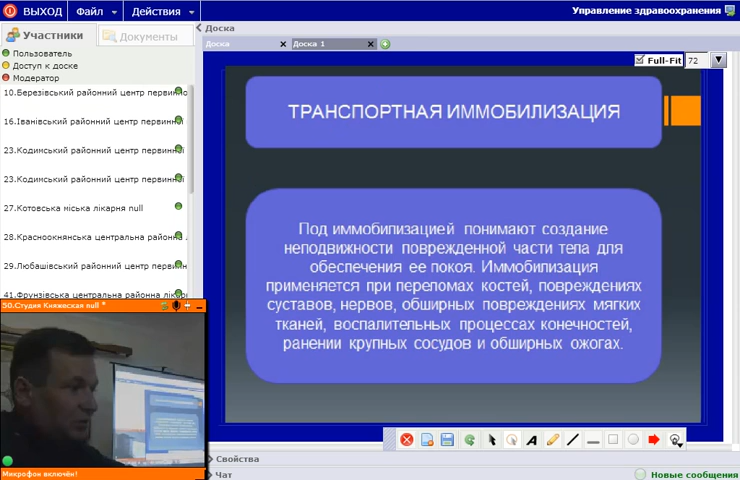 ВЫХОД Файл Действия Управление здравоохранения
Участники Документы
Пользователь
Доступ к доске
Модератор
10.Березівський районний центр первинно
16.Іванівський районний центр первинної
23.Кодимський районний центр первинн
23.Кодимський районний центр первинн
27.Котовська міська лікарня null
28.Красноокнянська центральна районна
29.Любашівський районний центр первинн
41.Фрунзівська центральна районна лікар
50.Студия Княжеская null *
Микрофон включён!
Доска
Доска Доска 1
Full-Fit 72
ТРАНСПОРТНАЯ ИММОБИЛИЗАЦИЯ
Под иммобилизацией понимают создание
неподвижности поврежденной части тела для
обеспечения ее покоя. Иммобилизация
применяется при переломах костей, повреждениях
суставов, нервов, обширных повреждениях мягких
тканей, воспалительных процессах конечностей,
ранении крупных сосудов и обширных ожогах.
A
Свойства
Чат Новые сообщения